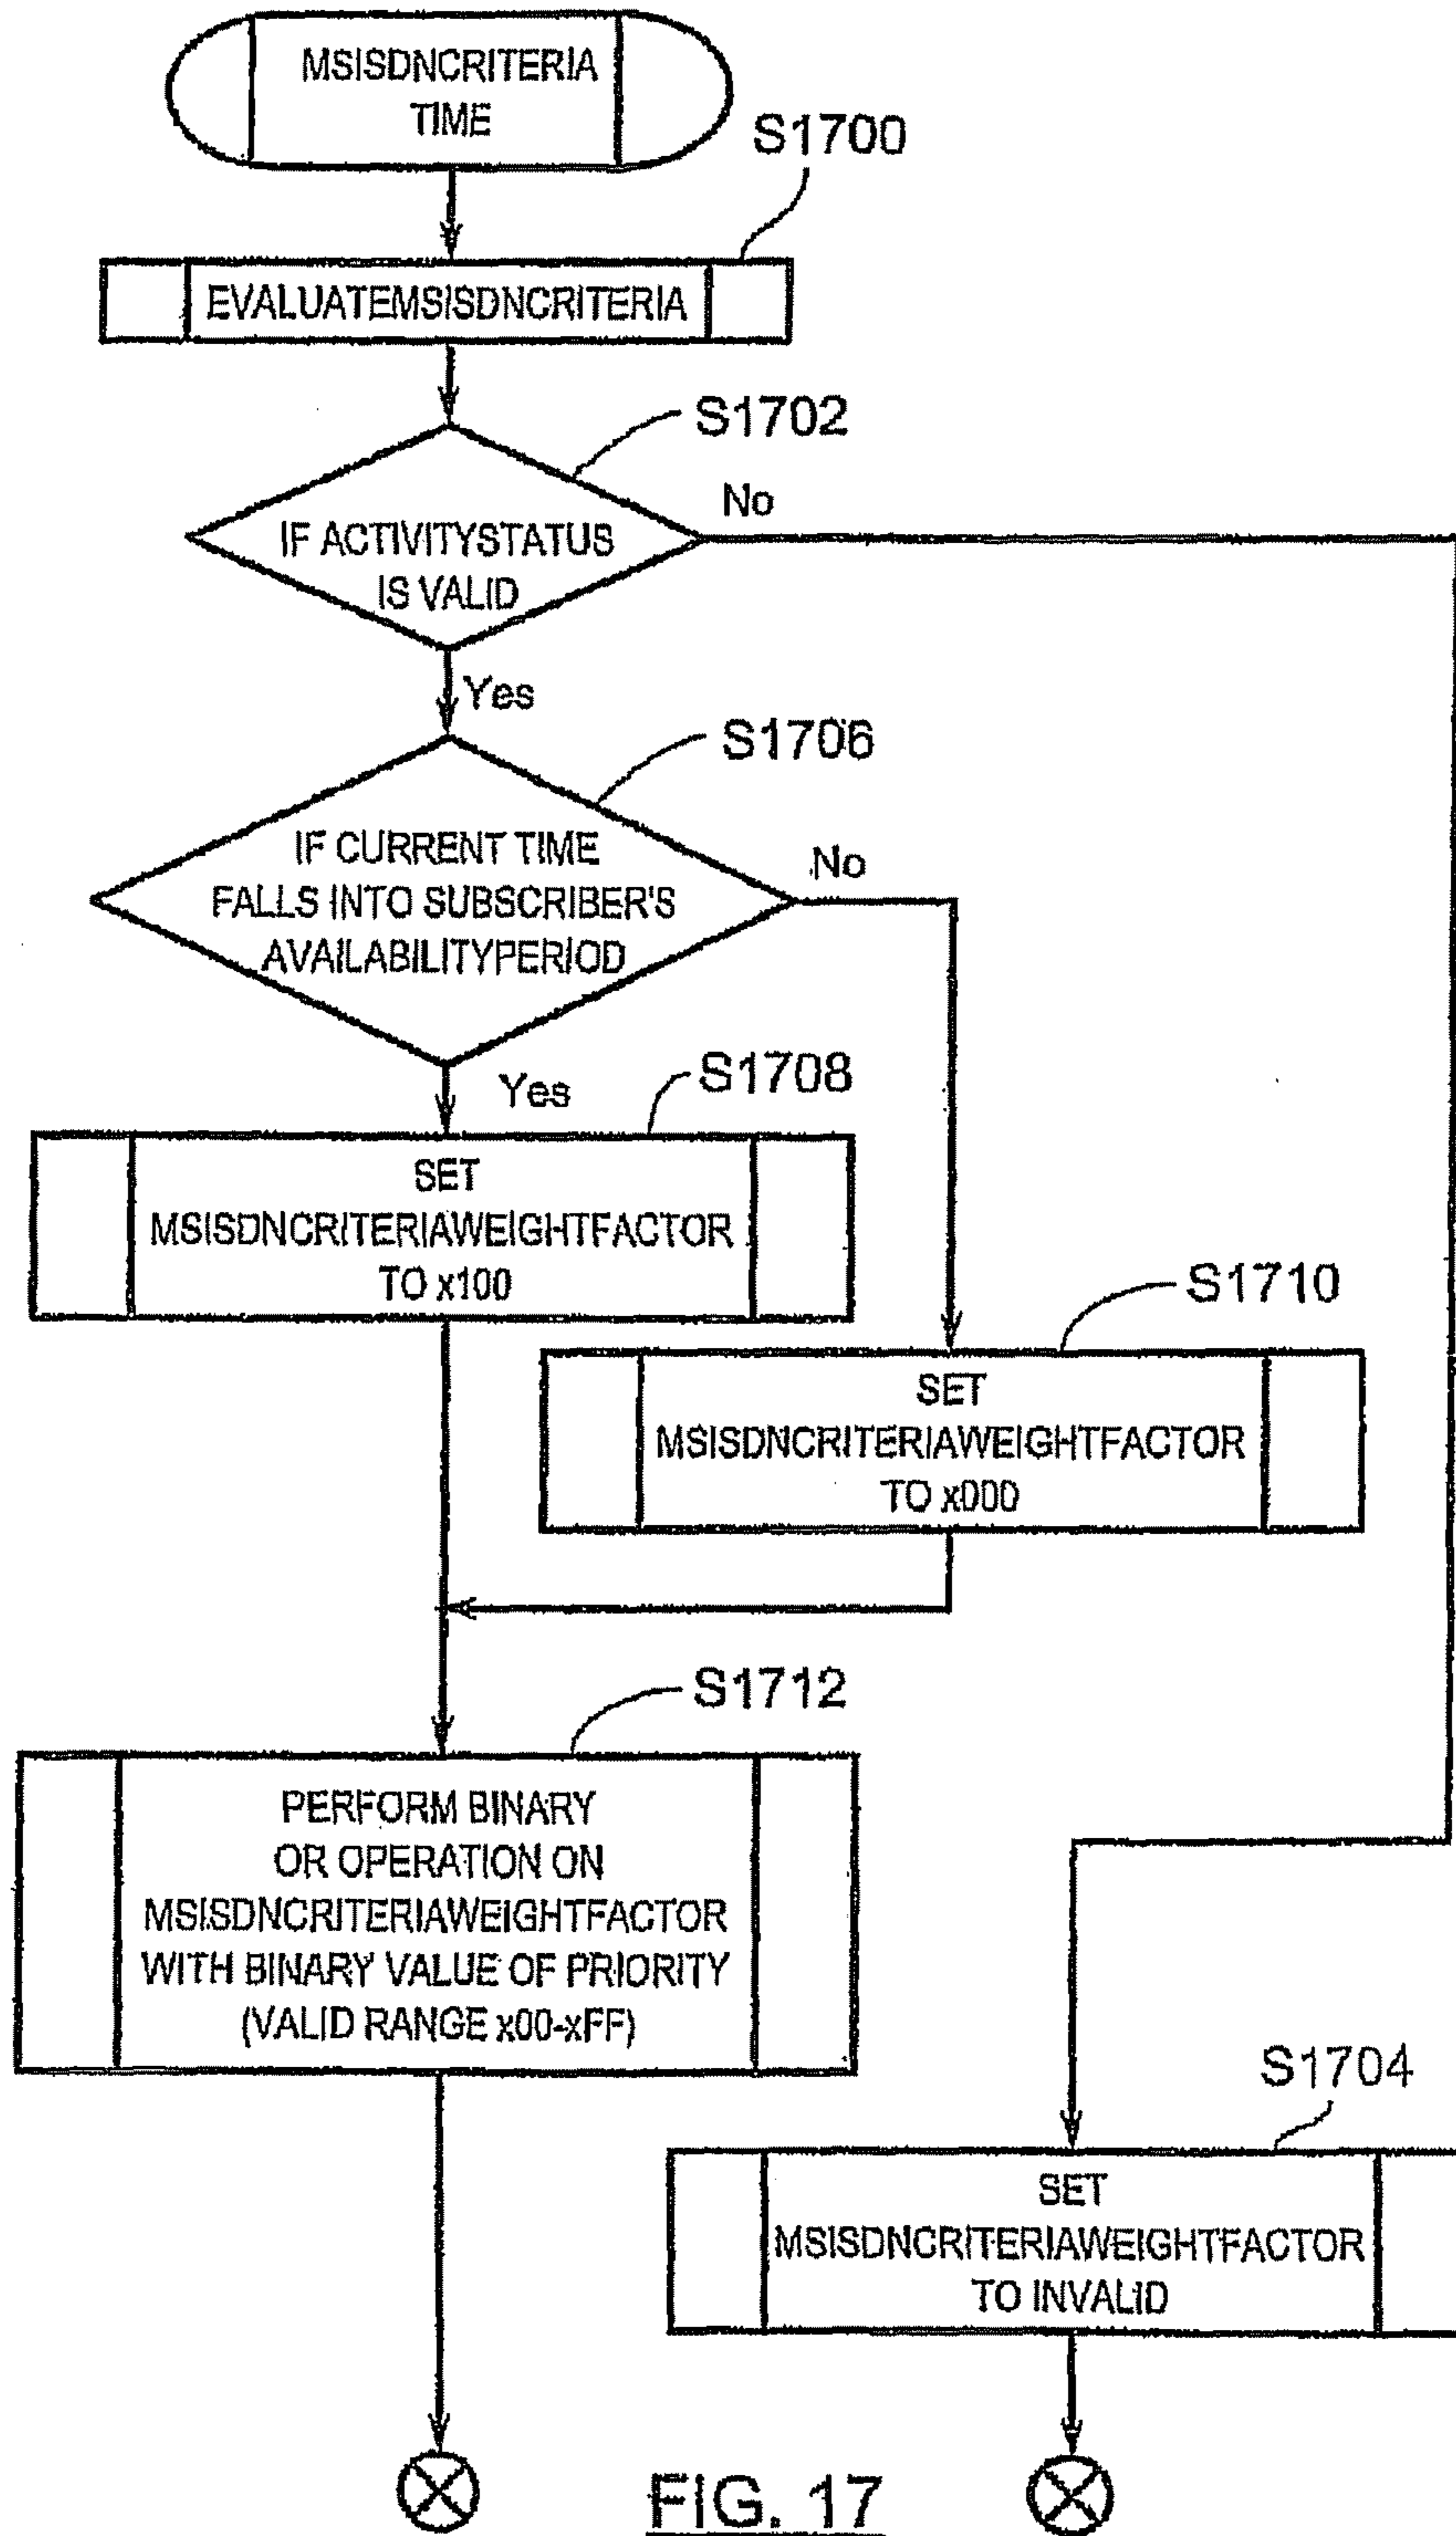 MSISDNCRITERIA
TIME
S1700
EVALUATEMSISDNCRITERIA
S1702
No
IF ACTIVITYSTATUS
IS VALID
Yes
S1706
IF CURRENT TIME
FALLS INTO SUBSCRIBER'S
AVAILABILITYPERIOD
No
Yes
S1708
SET
MSISDNCRITERIAWEIGHTFACTOR
TO x100
S1710
SET
MSISDNCRITERIAWEIGHTFACTOR
TO x000
S1712
PERFORM BINARY
OR OPERATION ON
MSISDNCRITERIAWEIGHTFACTOR
WITH BINARY VALUE OF PRIORITY
(VALID RANGE x00-xFF)
S1704
SET
MSISDNCRITERIAWEIGHTFACTOR
TO INVALID
FIG. 17